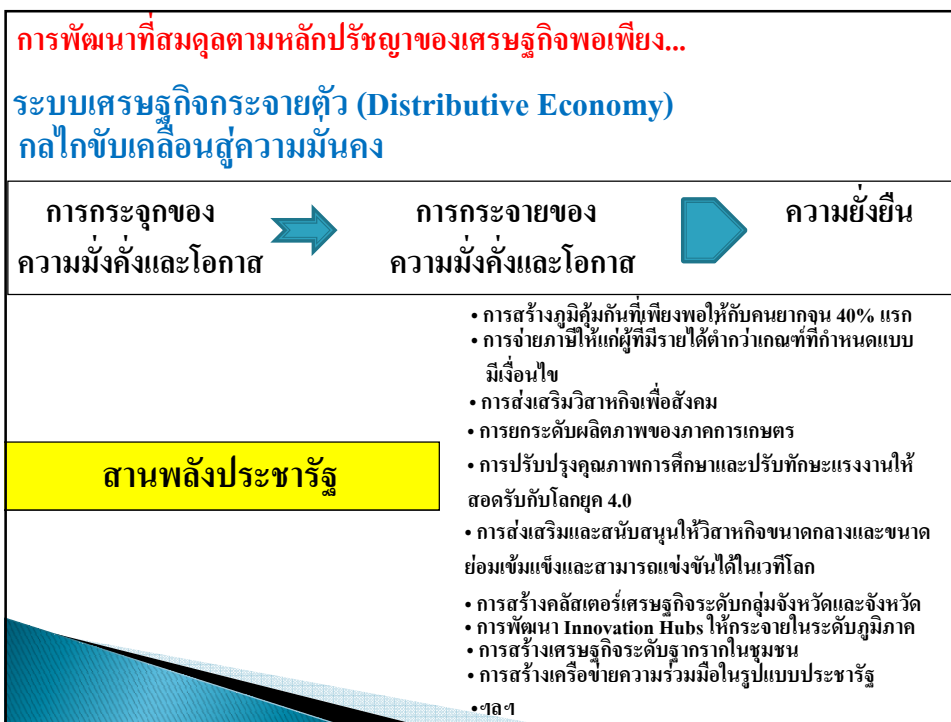 การพัฒนาที่สมดุลตามหลักปรัชญาของเศรษฐกิจพอเพียง...
ระบบเศรษฐกิจกระจายตัว (Distributive Economy)
กลไกขับเคลื่อนสู่ความมั่นคง
การกระจุกของ
ความมั่งคั่งและโอกาส
การกระจายของ
ความมั่งคั่งและโอกาส
ความยั่งยืน
• การสร้างภูมิคุ้มกันที่เพียงพอให้กับคนยากจน 40% แรก
• การจ่ายภาษีให้แก่ผู้ที่มีรายได้ต่ำกว่าเกณฑ์ที่กำหนดแบบ
มีเงื่อนไข
• การส่งเสริมวิสาหกิจเพื่อสังคม
• การยกระดับผลิตภาพของภาคการเกษตร
• การปรับปรุงคุณภาพการศึกษาและปรับทักษะแรงงานให้
สอดรับกับโลกยุค 4.0
• การส่งเสริมและสนับสนุนให้วิสาหกิจขนาดกลางและขนาด
ย่อมเข้มแข็งและสามารถแข่งขันได้ในเวทีโลก
• การสร้างคลัสเตอร์เศรษฐกิจระดับกลุ่มจังหวัดและจังหวัด
• การพัฒนา Innovation Hubs ให้กระจายในระดับภูมิภาค
• การสร้างเศรษฐกิจระดับฐากรากในชุมชน
• การสร้างเครือข่ายความร่วมมือในรูปแบบประชารัฐ
• ฯลฯ
สานพลังประชารัฐ